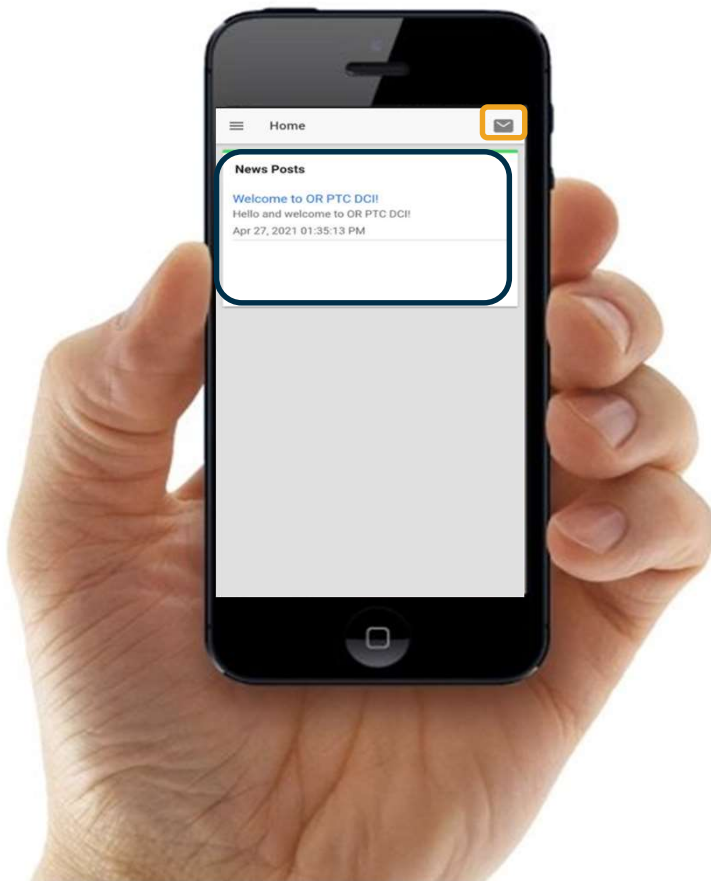 Home
News Posts
Welcome to OR PTC DCI!
Hello and welcome to OR PTC DCI!
Apr 27, 2021 01:35:13 PM